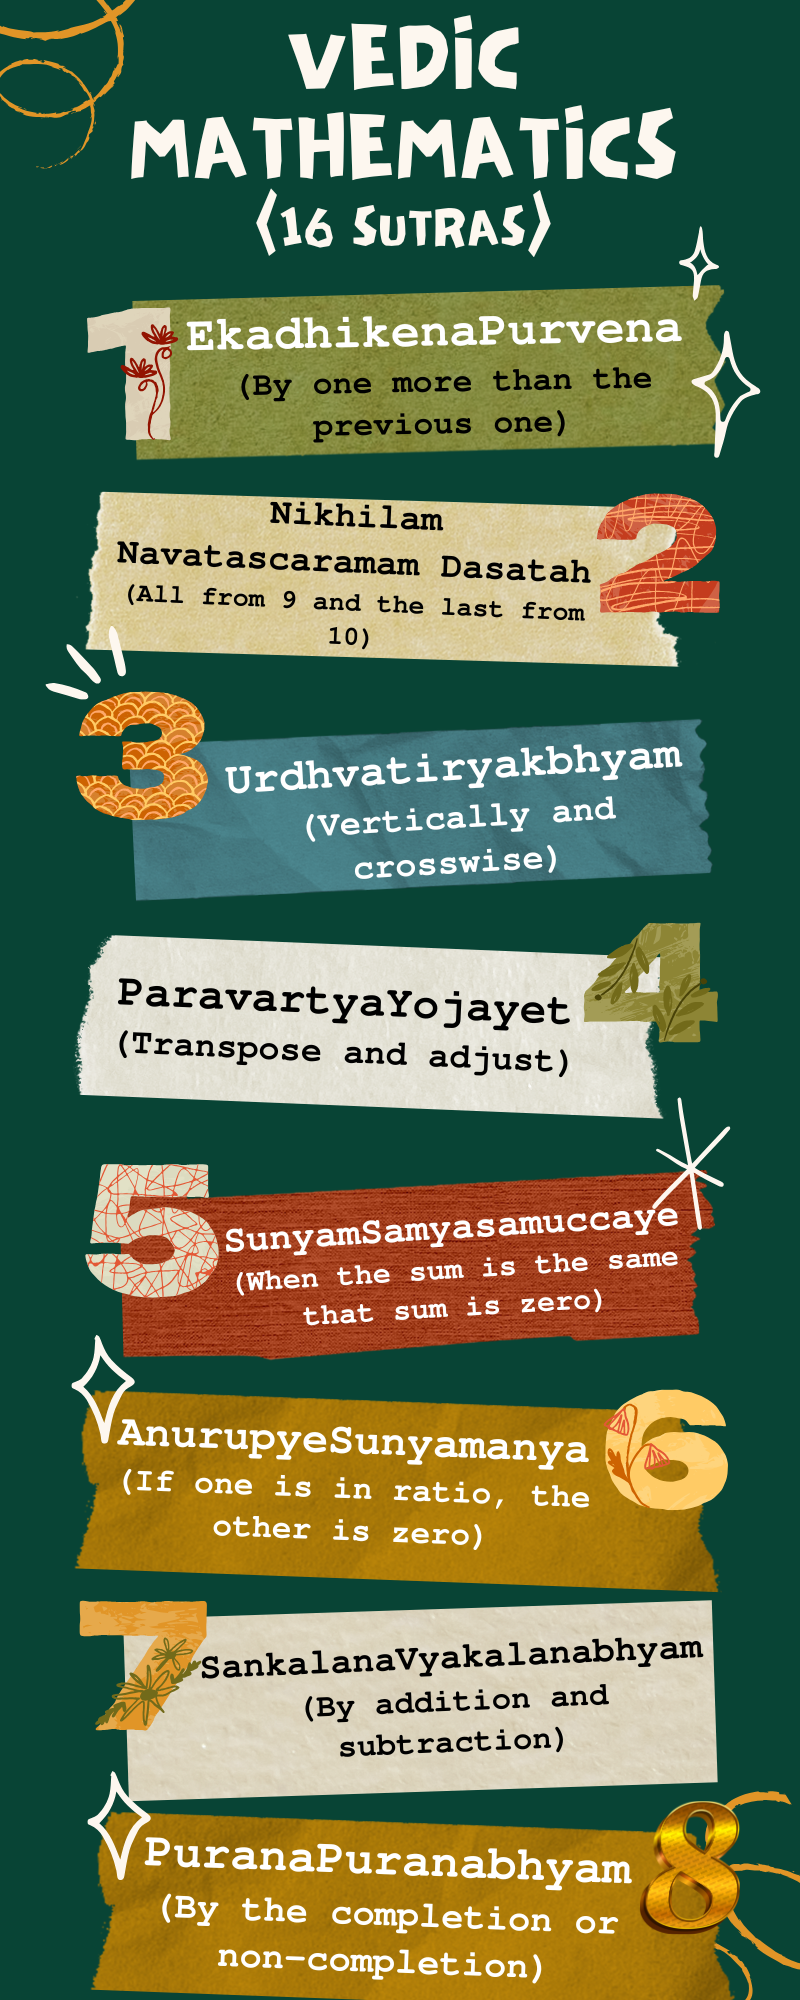 VEDIC
MATHEMATICS
(16 SUTRAS)
1
EkadhikenaPurvena
(By one more than the
previous one)
2
Nikhilam
Navatascaramam Dasatah
(All from 9 and the last from
10)
3
Urdhvatiryakbhyam
(Vertically and
crosswise)
4
ParavartyaYojayet
(Transpose and adjust)
5
SunyamSamyasamuccaye
(When the sum is the same
that sum is zero)
6
AnurupyeSunyamanya
(If one is in ratio, the
other is zero)
7
SankalanaVyakalanabhyam
(By addition and
subtraction)
8
PuranaPuranabhyam
(By the completion or
non-completion)